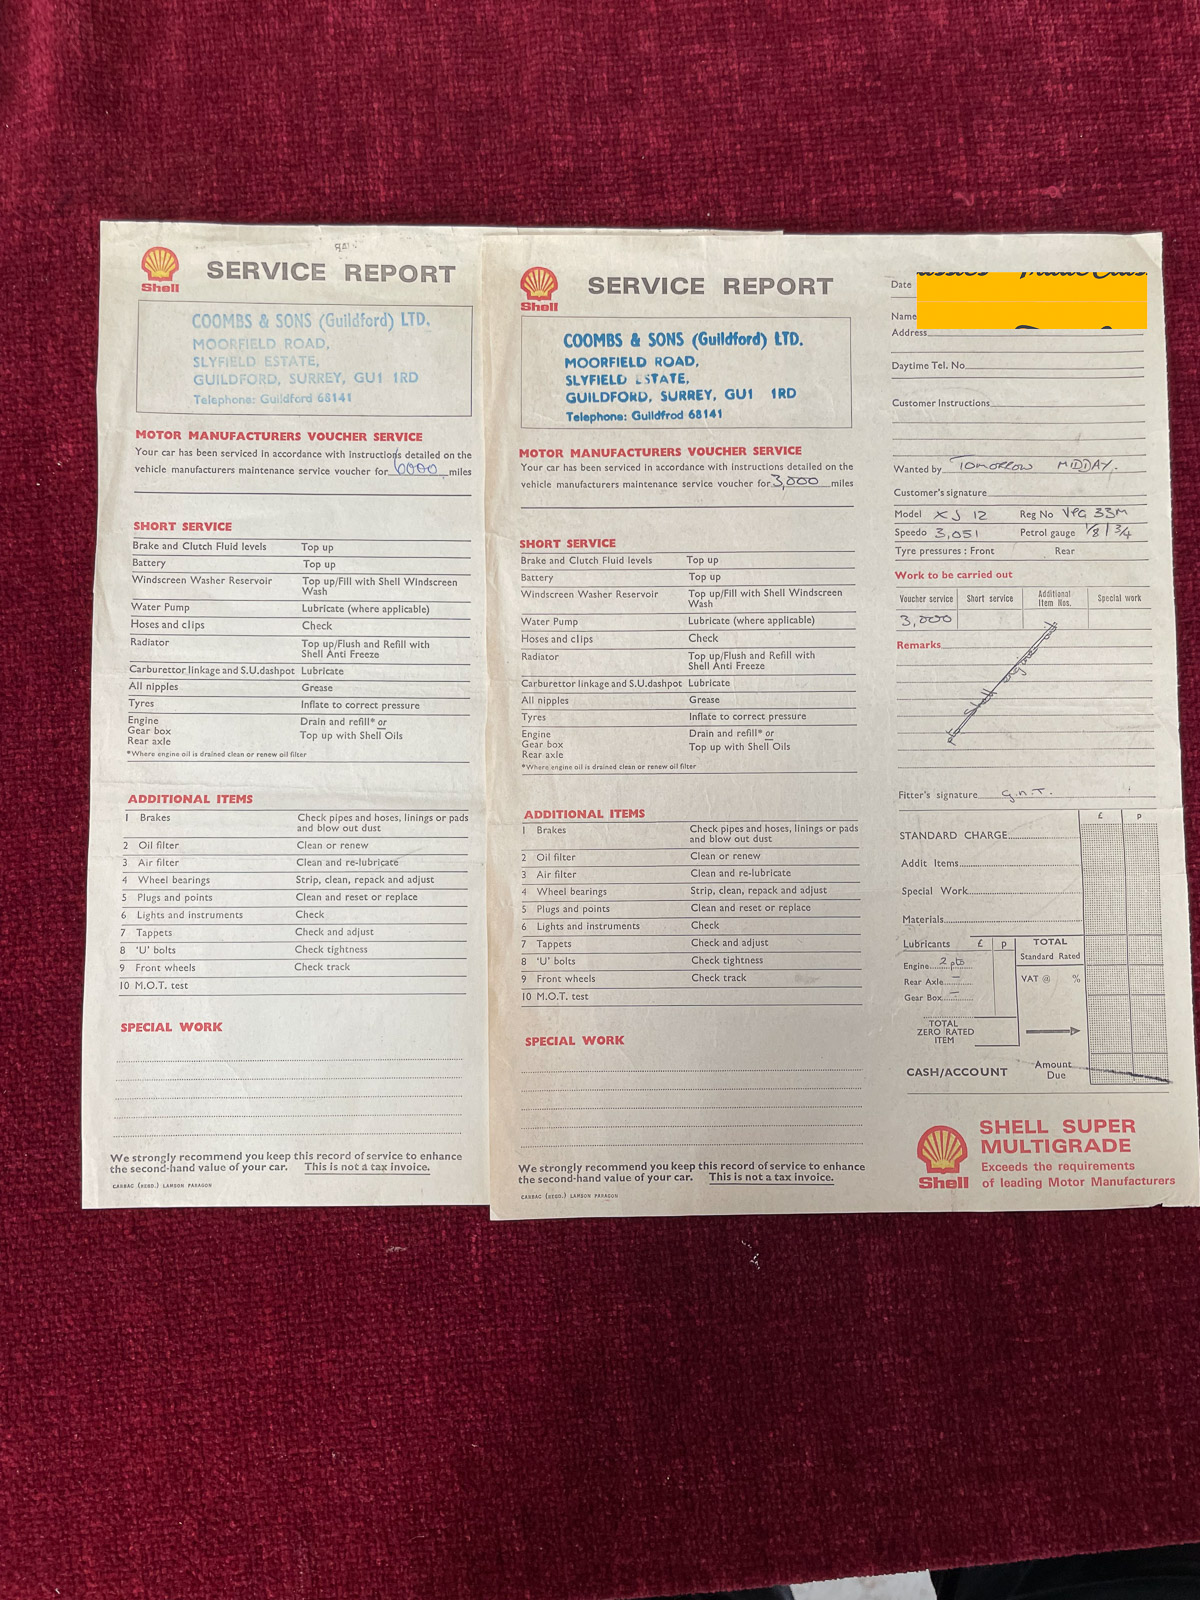 Shell
SERVICE REPORT
COOMBS & SONS (Guildford) LTD.
MOORFIELD ROAD,
SLYFIELD ESTATE,
GUILDFORD, SURREY, GU1 1RD
Telephone: Guildford 68141
MOTOR MANUFACTURERS VOUCHER SERVICE
Your car has been serviced in accordance with instructions detailed on the
vehicle manufacturers maintenance service voucher for 6000 miles
SHORT SERVICE
Brake and Clutch Fluid levels Top up
Battery Top up
Windscreen Washer Reservoir Top up/Fill with Shell Windscreen
Wash
Water Pump Lubricate (where applicable)
Hoses and clips Check
Radiator Top up/Flush and Refill with
Shell Anti Freeze
Carburettor linkage and S.U.dashpot Lubricate
All nipples Grease
Tyres Inflate to correct pressure
Engine Drain and refill* or
Gear box Top up with Shell Oils
Rear axle
*Where engine oil is drained clean or renew oil filter
ADDITIONAL ITEMS
1 Brakes Check pipes and hoses, linings or pads
and blow out dust
2 Oil filter Clean or renew
3 Air filter Clean and re-lubricate
4 Wheel bearings Strip, clean, repack and adjust
5 Plugs and points Clean and reset or replace
6 Lights and instruments Check
7 Tappets Check and adjust
8 'U' bolts Check tightness
9 Front wheels Check track
10 M.O.T. test
SPECIAL WORK
We strongly recommend you keep this record of service to enhance
the second-hand value of your car. This is not a tax invoice.
CARBAC (REGD.) LAMSON PARAGON
Shell
SERVICE REPORT
COOMBS & SONS (Guildford) LTD.
MOORFIELD ROAD,
SLYFIELD ESTATE,
GUILDFORD, SURREY, GU1 1RD
Telephone: Guildfrod 68141
MOTOR MANUFACTURERS VOUCHER SERVICE
Your car has been serviced in accordance with instructions detailed on the
vehicle manufacturers maintenance service voucher for 3,000 miles
SHORT SERVICE
Brake and Clutch Fluid levels Top up
Battery Top up
Windscreen Washer Reservoir Top up/Fill with Shell Windscreen
Wash
Water Pump Lubricate (where applicable)
Hoses and clips Check
Radiator Top up/Flush and Refill with
Shell Anti Freeze
Carburettor linkage and S.U.dashpot Lubricate
All nipples Grease
Tyres Inflate to correct pressure
Engine Drain and refill* or
Gear box Top up with Shell Oils
Rear axle
*Where engine oil is drained clean or renew oil filter
ADDITIONAL ITEMS
1 Brakes Check pipes and hoses, linings or pads
and blow out dust
2 Oil filter Clean or renew
3 Air filter Clean and re-lubricate
4 Wheel bearings Strip, clean, repack and adjust
5 Plugs and points Clean and reset or replace
6 Lights and instruments Check
7 Tappets Check and adjust
8 'U' bolts Check tightness
9 Front wheels Check track
10 M.O.T. test
SPECIAL WORK
We strongly recommend you keep this record of service to enhance
the second-hand value of your car. This is not a tax invoice.
CARBAC (REGD.) LAMSON PARAGON
Date
Name
Address
Daytime Tel. No
Customer Instructions
Wanted by TOMORROW MIDDAY.
Customer's signature
Model XJ 12 Reg No VPG 33M
Speedo 3,051 Petrol gauge 1/8 | 3/4
Tyre pressures : Front Rear
Work to be carried out
Voucher service Short service Additional Item Nos. Special work
3,000
Remarks
Shell engine oil
Fitter's signature G.N.T.
£ p
STANDARD CHARGE
Addit Items
Special Work
Materials
Lubricants £ p TOTAL
Standard Rated
Engine 2 pts
Rear Axle — VAT @ %
Gear Box —
TOTAL
ZERO RATED
ITEM
CASH/ACCOUNT Amount
Due
Shell
SHELL SUPER
MULTIGRADE
Exceeds the requirements
of leading Motor Manufacturers